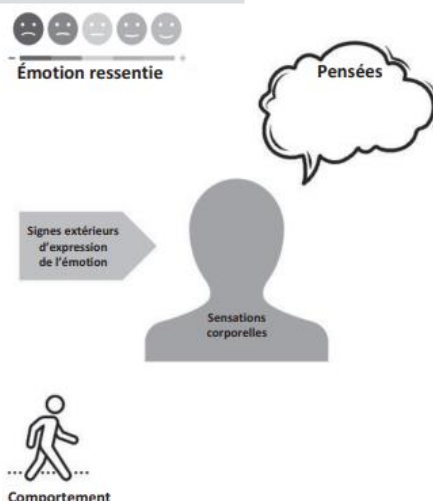 - +
Émotion ressentie
Pensées
Signes extérieurs
d'expression
de l'émotion
Sensations
corporelles
Comportement